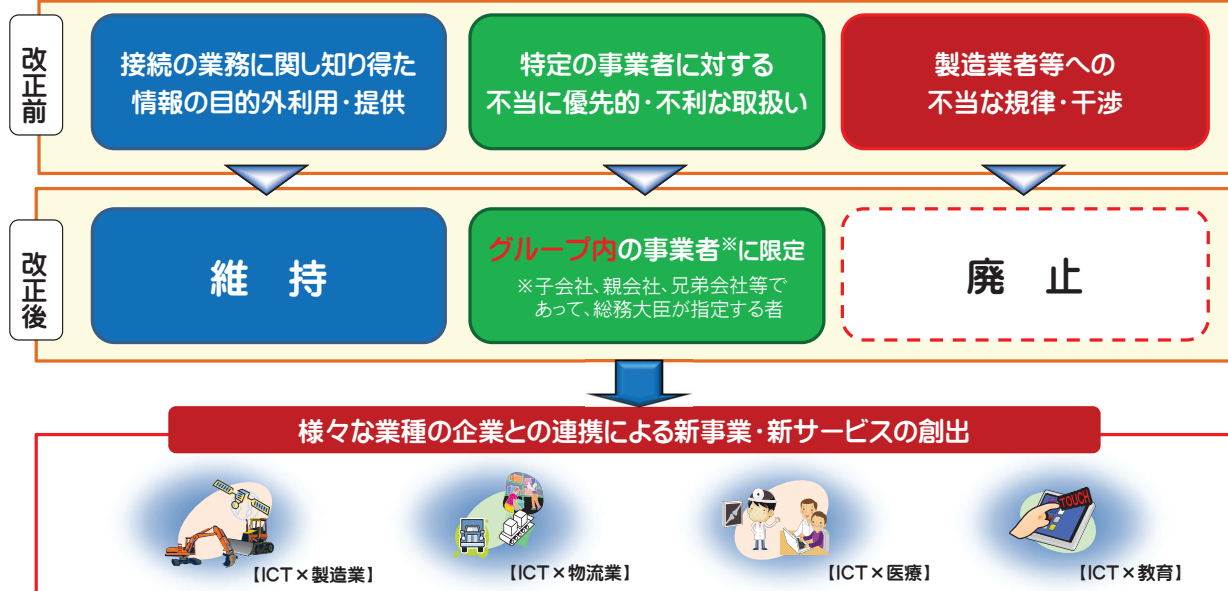 改正前
接続の業務に関し知り得た
情報の目的外利用・提供
特定の事業者に対する
不当に優先的・不利な取扱い
製造業者等への
不当な規律・干渉
改正後
維 持
グループ内の事業者※に限定
※子会社、親会社、兄弟会社等で
あって、総務大臣が指定する者
廃 止
様々な業種の企業との連携による新事業・新サービスの創出
【ICT×製造業】
【ICT×物流業】
【ICT×医療】
TOUCH
【ICT×教育】